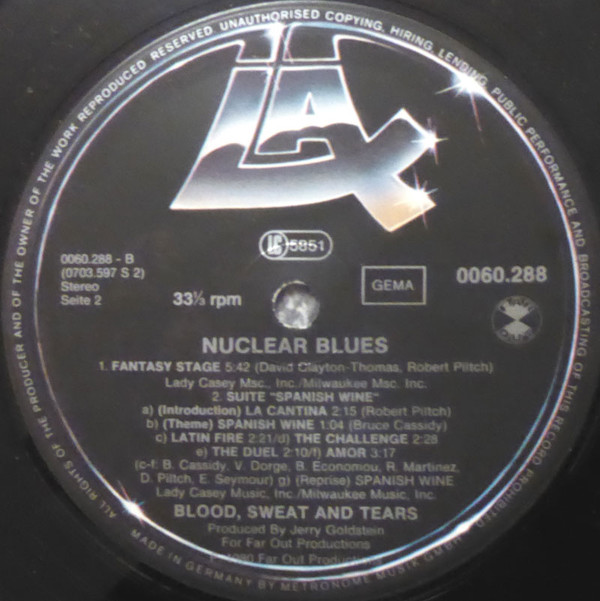 ALL RIGHTS OF THE PRODUCER AND OF THE OWNER OF THE WORK REPRODUCED RESERVED UNAUTHORISED COPYING, HIRING, LENDING, PUBLIC PERFORMANCE AND BROADCASTING OF THIS RECORD PROHIBITED
LAX
LC 5951
0060.288 - B
(0703.597 S 2)
Stereo
Seite 2
33⅓ rpm
GEMA
0060.288
NUCLEAR BLUES
1. FANTASY STAGE 5:42 (David Clayton-Thomas, Robert Piltch)
Lady Casey Msc., Inc./Milwaukee Msc. Inc.
2. SUITE "SPANISH WINE"
a) (Introduction) LA CANTINA 2:15 (Robert Piltch)
b) (Theme) SPANISH WINE 1:04 (Bruce Cassidy)
c) LATIN FIRE 2:21/d) THE CHALLENGE 2:28
e) THE DUEL 2:10/f) AMOR 3:17
(c-f: B. Cassidy, V. Dorge, B. Economou, R. Martinez,
D. Piltch, E. Seymour) g) (Reprise) SPANISH WINE
Lady Casey Music, Inc./Milwaukee Music, Inc.
BLOOD, SWEAT AND TEARS
Produced by Jerry Goldstein
For Far Out Productions
1980 Far Out Productions
MADE IN GERMANY BY METRONOME MUSIK GMBH